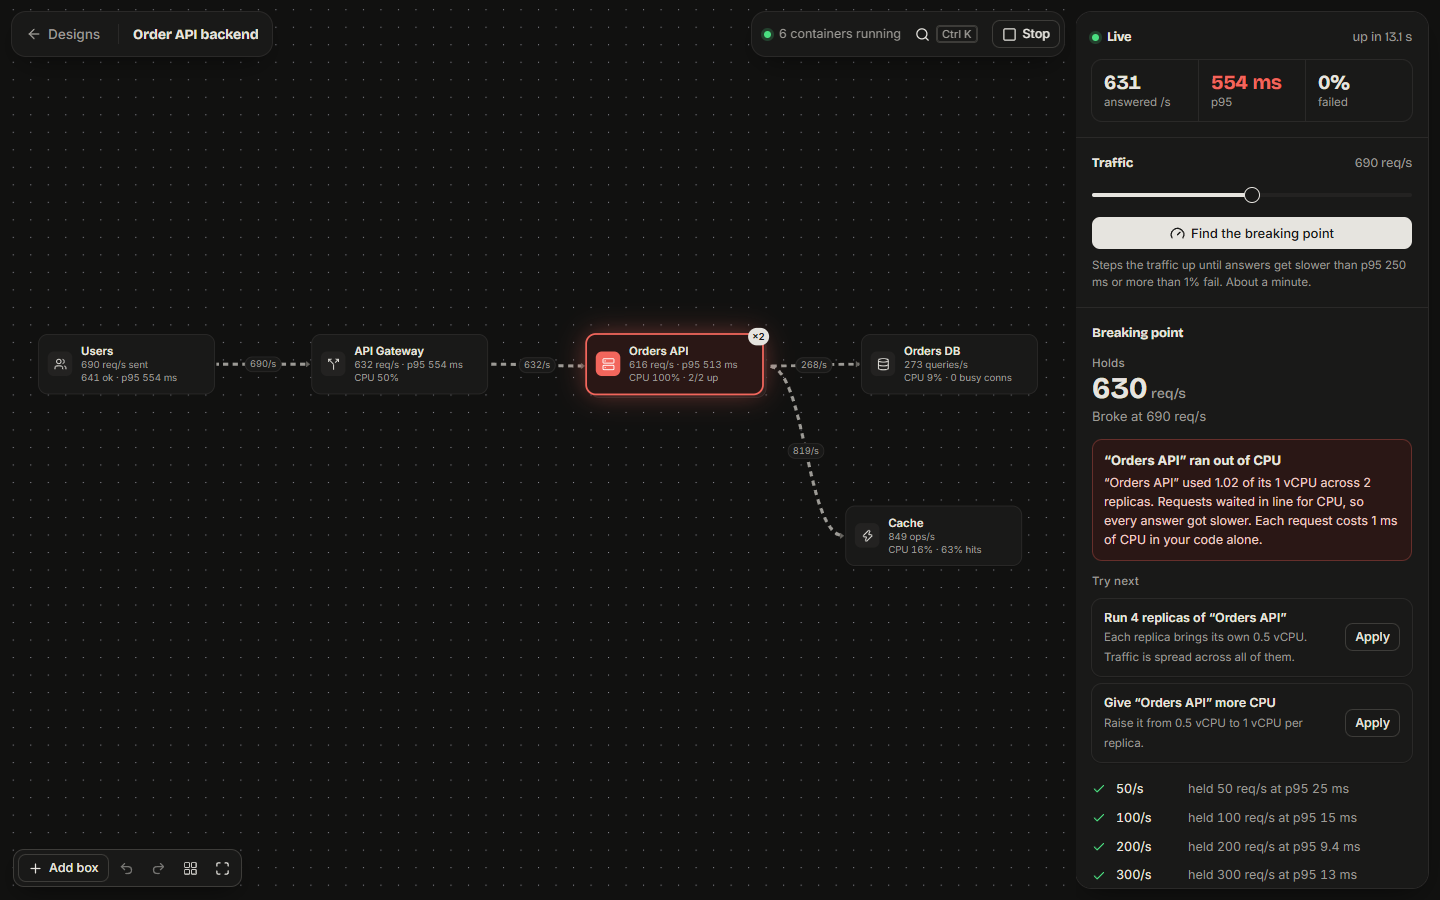 Designs
Order API backend
6 containers running
Ctrl K
Stop
Users
690 req/s sent
641 ok · p95 554 ms
690/s
API Gateway
632 req/s · p95 554 ms
CPU 50%
632/s
×2
Orders API
616 req/s · p95 513 ms
CPU 100% · 2/2 up
268/s
Orders DB
273 queries/s
CPU 9% · 0 busy conns
819/s
Cache
849 ops/s
CPU 16% · 63% hits
Add box
Live
up in 13.1 s
631
answered /s
554 ms
p95
0%
failed
Traffic
690 req/s
Find the breaking point
Steps the traffic up until answers get slower than p95 250
ms or more than 1% fail. About a minute.
Breaking point
Holds
630 req/s
Broke at 690 req/s
“Orders API” ran out of CPU
“Orders API” used 1.02 of its 1 vCPU across 2
replicas. Requests waited in line for CPU, so
every answer got slower. Each request costs 1 ms
of CPU in your code alone.
Try next
Run 4 replicas of “Orders API”
Each replica brings its own 0.5 vCPU.
Traffic is spread across all of them.
Apply
Give “Orders API” more CPU
Raise it from 0.5 vCPU to 1 vCPU per
replica.
Apply
50/s held 50 req/s at p95 25 ms
100/s held 100 req/s at p95 15 ms
200/s held 200 req/s at p95 9.4 ms
300/s held 300 req/s at p95 13 ms